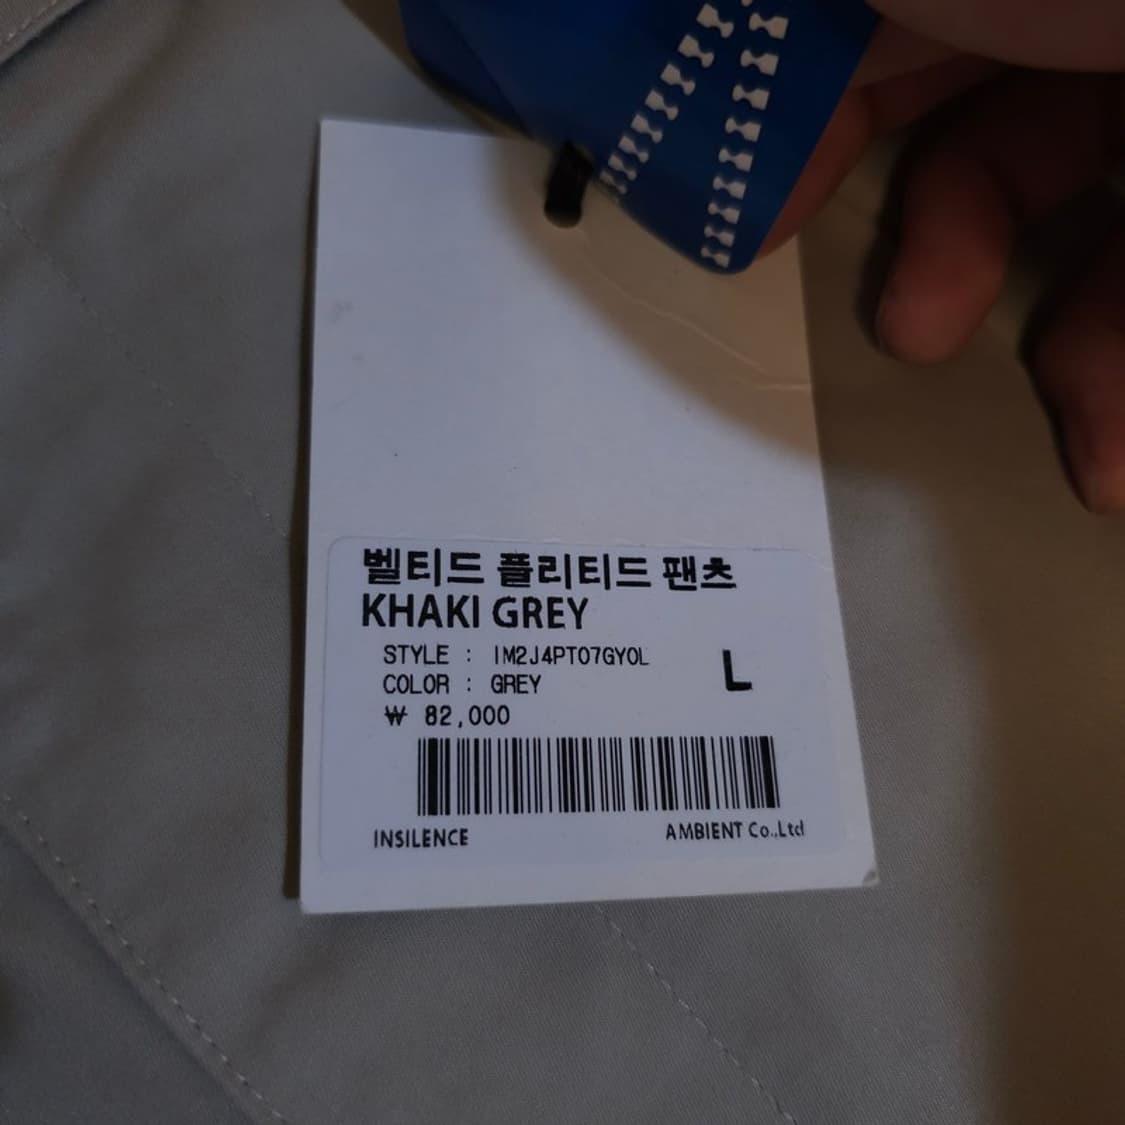 벨티드 플리티드 팬츠
KHAKI GREY
STYLE : IM2J4PT07GYOL
COLOR : GREY
L
₩ 82,000
INSILENCE
AMBIENT Co.,Ltd